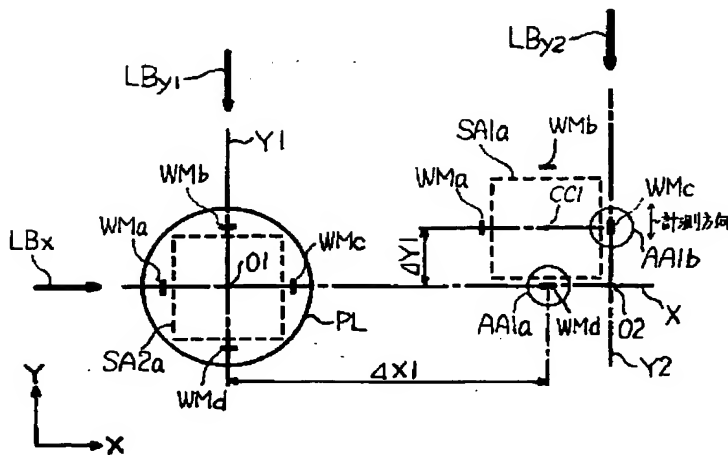 LBy1
LBy2
Y1
SA1a
WMb
WMb
WMa
CC1
WMc
WMa
O1
WMc
計測方向
LBx
ΔY1
AA1b
X
SA2a
PL
AA1a
WMd
O2
WMd
ΔX1
Y2
Y
X